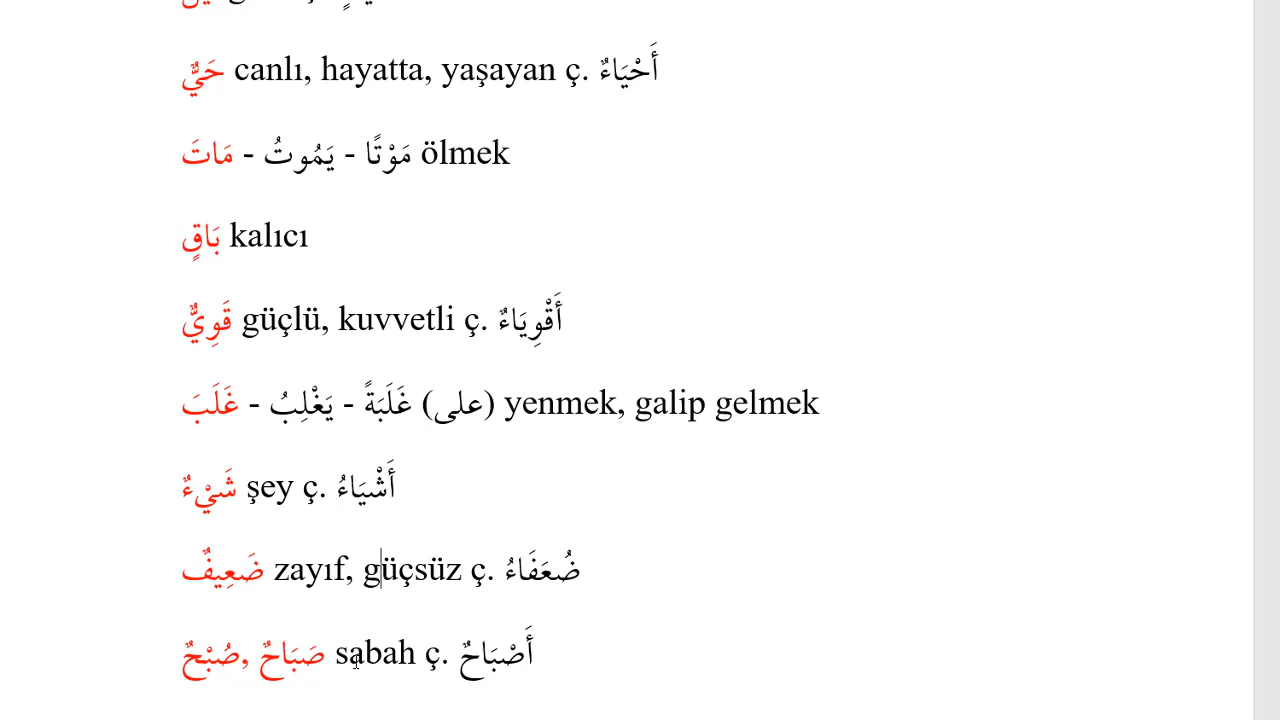 حَيٌّ canlı, hayatta, yaşayan ç. أَحْيَاءٌ
مَاتَ - يَمُوتُ - مَوْتًا ölmek
بَاقٍ kalıcı
قَوِيٌّ güçlü, kuvvetli ç. أَقْوِيَاءٌ
غَلَبَ - يَغْلِبُ - غَلَبَةً (على) yenmek, galip gelmek
شَيْءٌ şey ç. أَشْيَاءُ
ضَعِيفٌ zayıf, güçsüz ç. ضُعَفَاءُ
صَبَاحٌ ,صُبْحٌ sabah ç. أَصْبَاحٌ